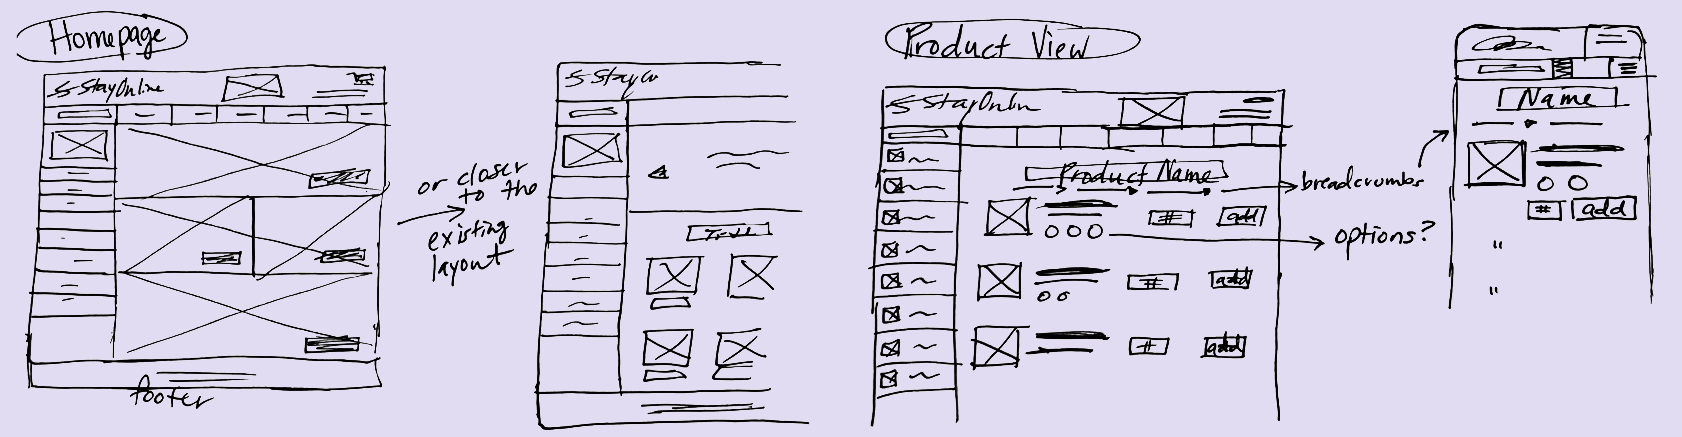 Homepage
StayOnline
footer
or closer
to the
existing
layout
Product View
StayOnline
Product Name
#
add
#
add
#
add
breadcrumbs
options?
Name
#
add
"
"